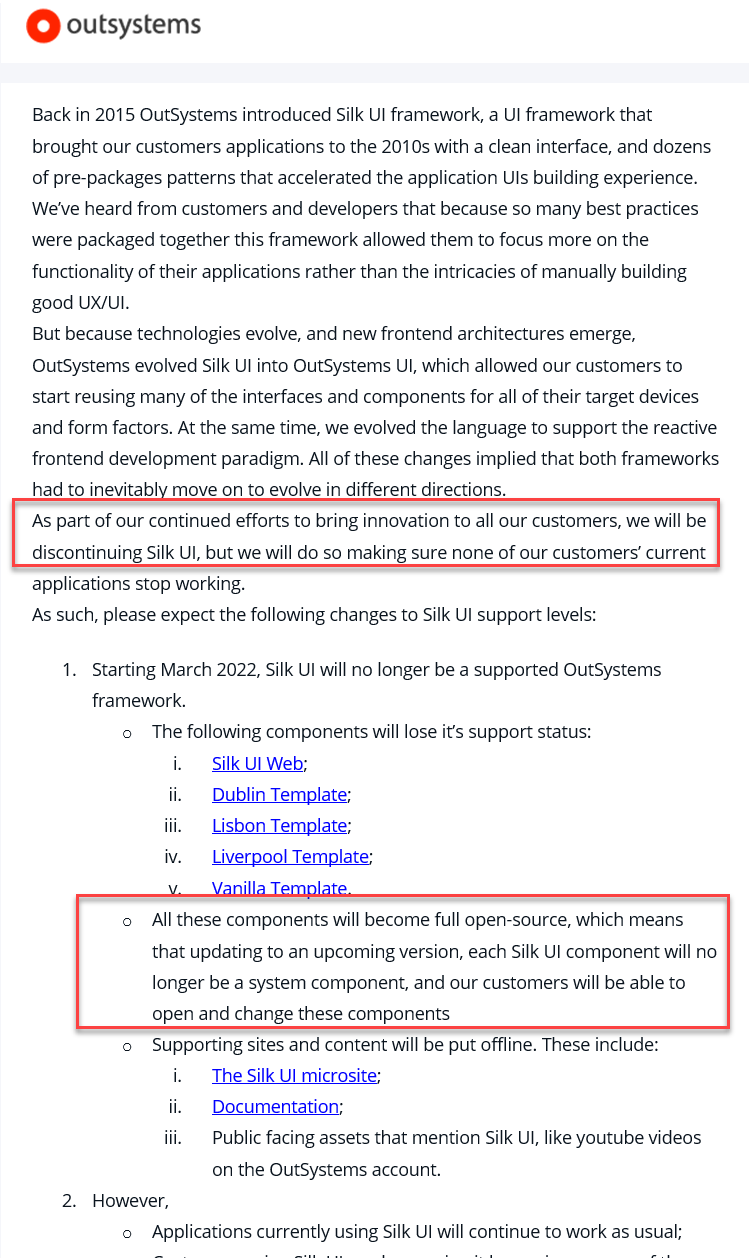 outsystems
Back in 2015 OutSystems introduced Silk UI framework, a UI framework that
brought our customers applications to the 2010s with a clean interface, and dozens
of pre-packages patterns that accelerated the application UIs building experience.
We’ve heard from customers and developers that because so many best practices
were packaged together this framework allowed them to focus more on the
functionality of their applications rather than the intricacies of manually building
good UX/UI.
But because technologies evolve, and new frontend architectures emerge,
OutSystems evolved Silk UI into OutSystems UI, which allowed our customers to
start reusing many of the interfaces and components for all of their target devices
and form factors. At the same time, we evolved the language to support the reactive
frontend development paradigm. All of these changes implied that both frameworks
had to inevitably move on to evolve in different directions.
As part of our continued efforts to bring innovation to all our customers, we will be
discontinuing Silk UI, but we will do so making sure none of our customers’ current
applications stop working.
As such, please expect the following changes to Silk UI support levels:
1. Starting March 2022, Silk UI will no longer be a supported OutSystems
framework.
o The following components will lose it’s support status:
i. Silk UI Web;
ii. Dublin Template;
iii. Lisbon Template;
iv. Liverpool Template;
v. Vanilla Template.
o All these components will become full open-source, which means
that updating to an upcoming version, each Silk UI component will no
longer be a system component, and our customers will be able to
open and change these components
o Supporting sites and content will be put offline. These include:
i. The Silk UI microsite;
ii. Documentation;
iii. Public facing assets that mention Silk UI, like youtube videos
on the OutSystems account.
2. However,
o Applications currently using Silk UI will continue to work as usual;